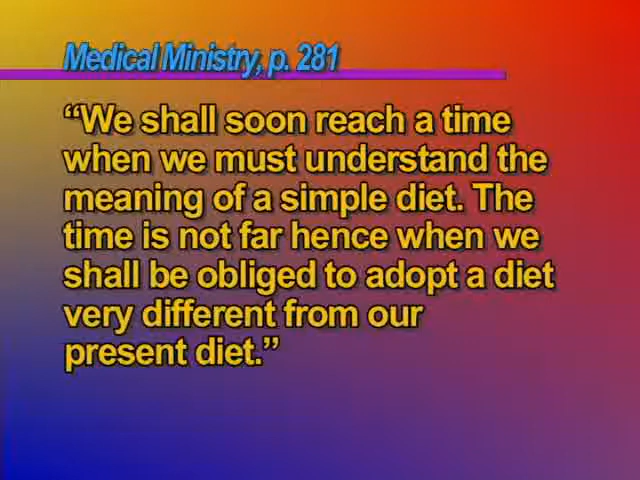 Medical Ministry, p. 281
“We shall soon reach a time
when we must understand the
meaning of a simple diet. The
time is not far hence when we
shall be obliged to adopt a diet
very different from our
present diet.”